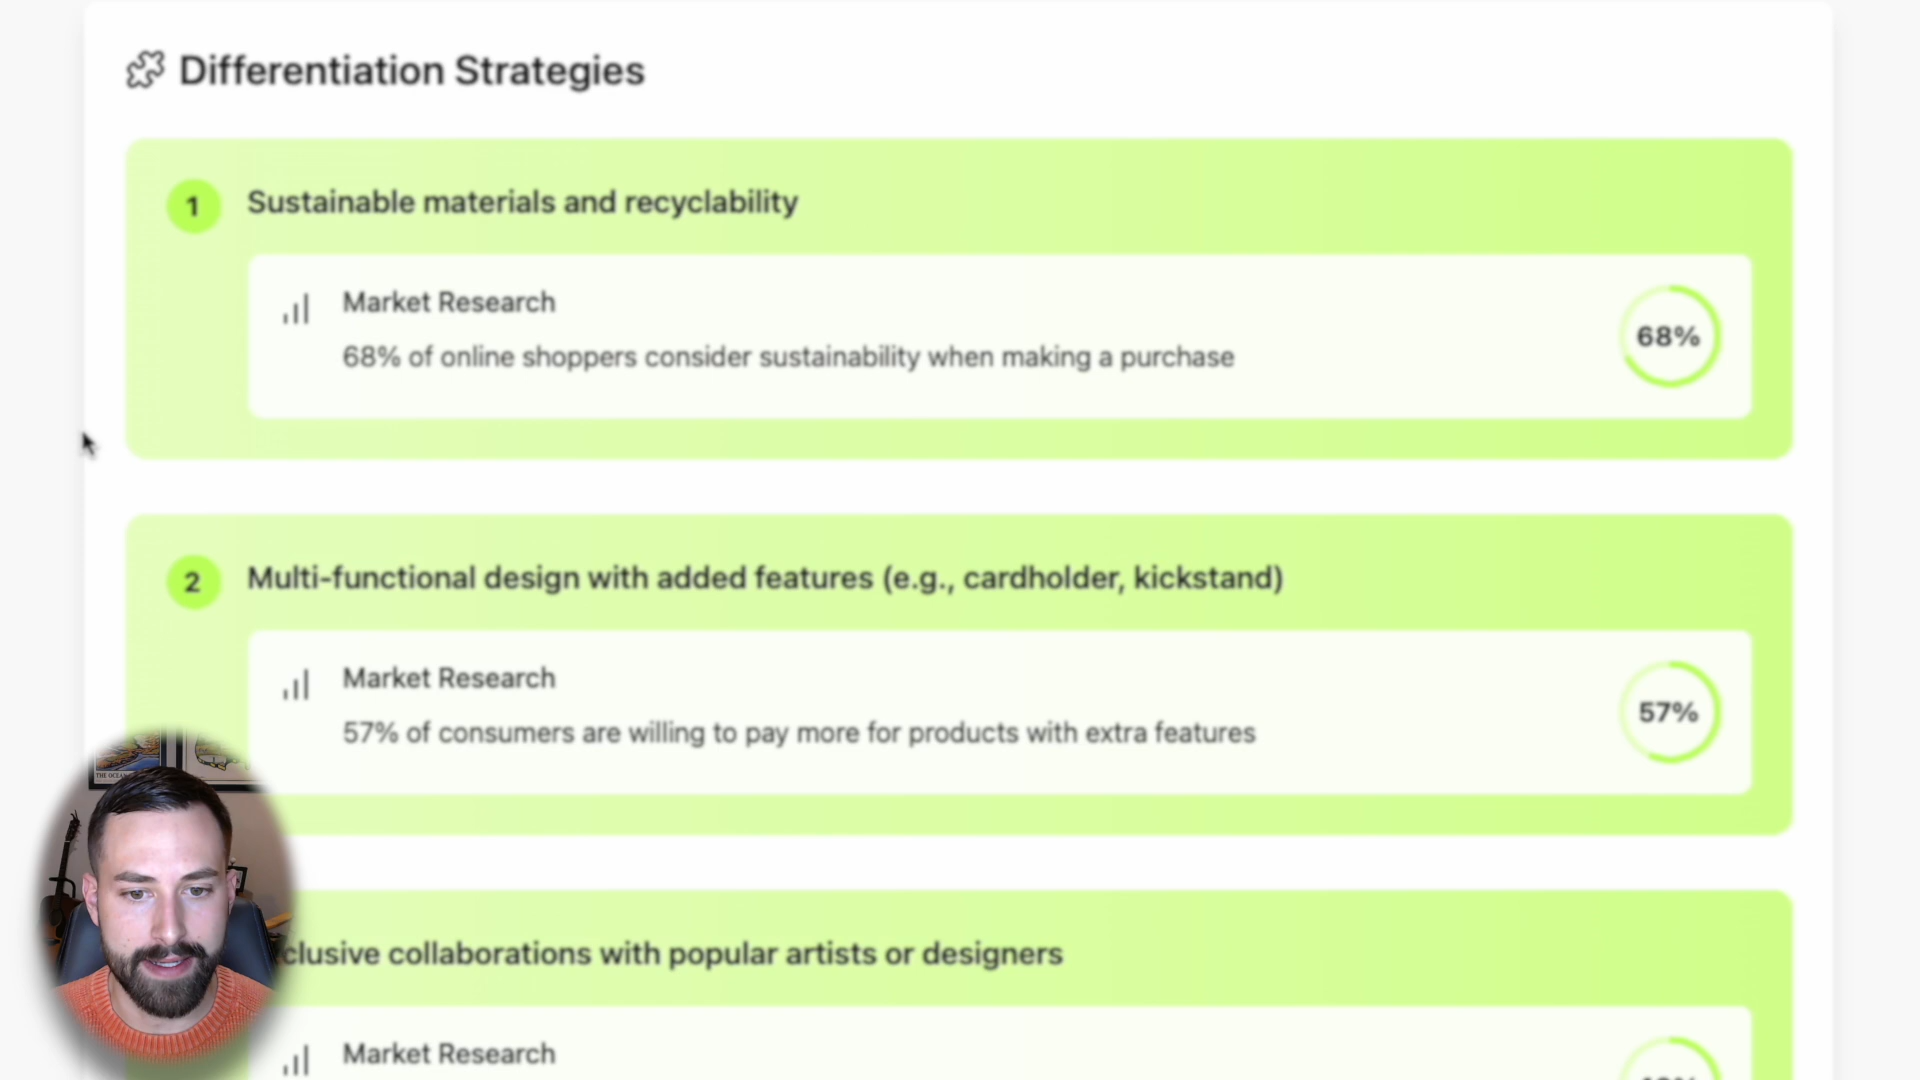 Differentiation Strategies
1
Sustainable materials and recyclability
Market Research
68% of online shoppers consider sustainability when making a purchase
68%
2
Multi-functional design with added features (e.g., cardholder, kickstand)
Market Research
57% of consumers are willing to pay more for products with extra features
57%
THE OCEAN
clusive collaborations with popular artists or designers
Market Research